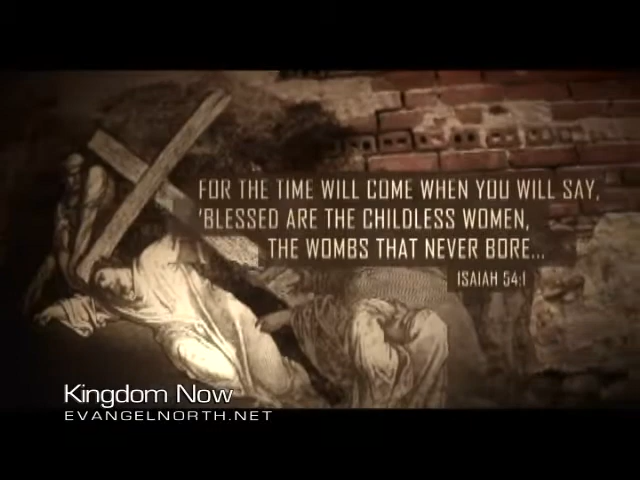 FOR THE TIME WILL COME WHEN YOU WILL SAY,
'BLESSED ARE THE CHILDLESS WOMEN,
THE WOMBS THAT NEVER BORE...
ISAIAH 54:1
Kingdom Now
EVANGELNORTH.NET